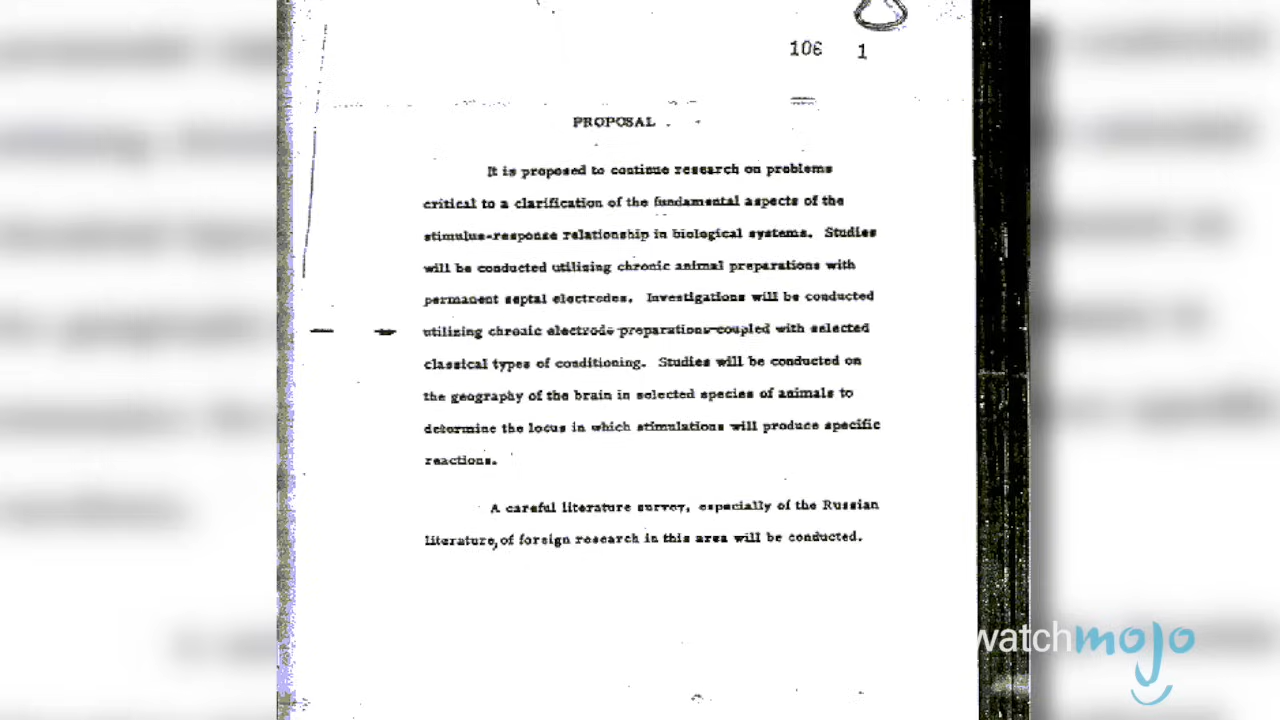 106 1
PROPOSAL
It is proposed to continue research on problems
critical to a clarification of the fundamental aspects of the
stimulus-response relationship in biological systems. Studies
will be conducted utilizing chronic animal preparations with
permanent septal electrodes. Investigations will be conducted
utilizing chronic electrode preparations coupled with selected
classical types of conditioning. Studies will be conducted on
the geography of the brain in selected species of animals to
determine the locus in which stimulations will produce specific
reactions.
A careful literature survey, especially of the Russian
literature, of foreign research in this area will be conducted.
watchmojo